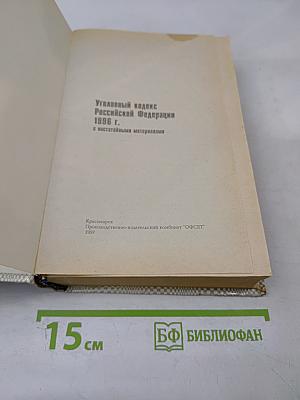 Уголовный кодекс
Российской Федерации
1996 г.
с постатейными материалами
Красноярск
Производственно-издательский комбинат "ОФСЕТ"
1997
15 см
БФ БИБЛИОФАН